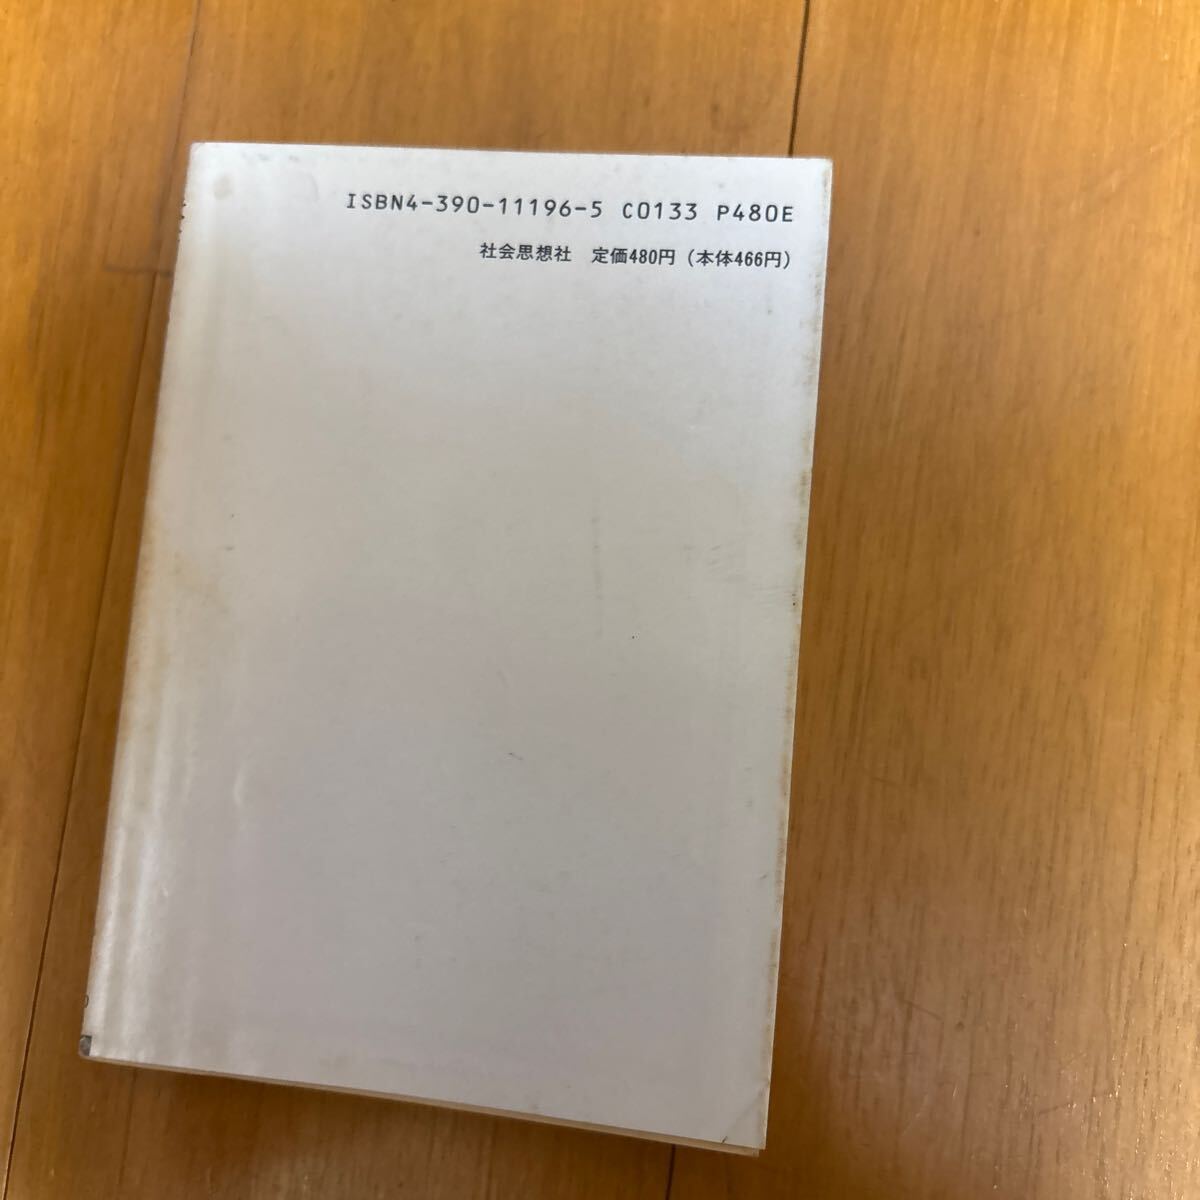 ISBN4-390-11196-5 C0133 P480E
社会思想社 定価480円(本体466円)